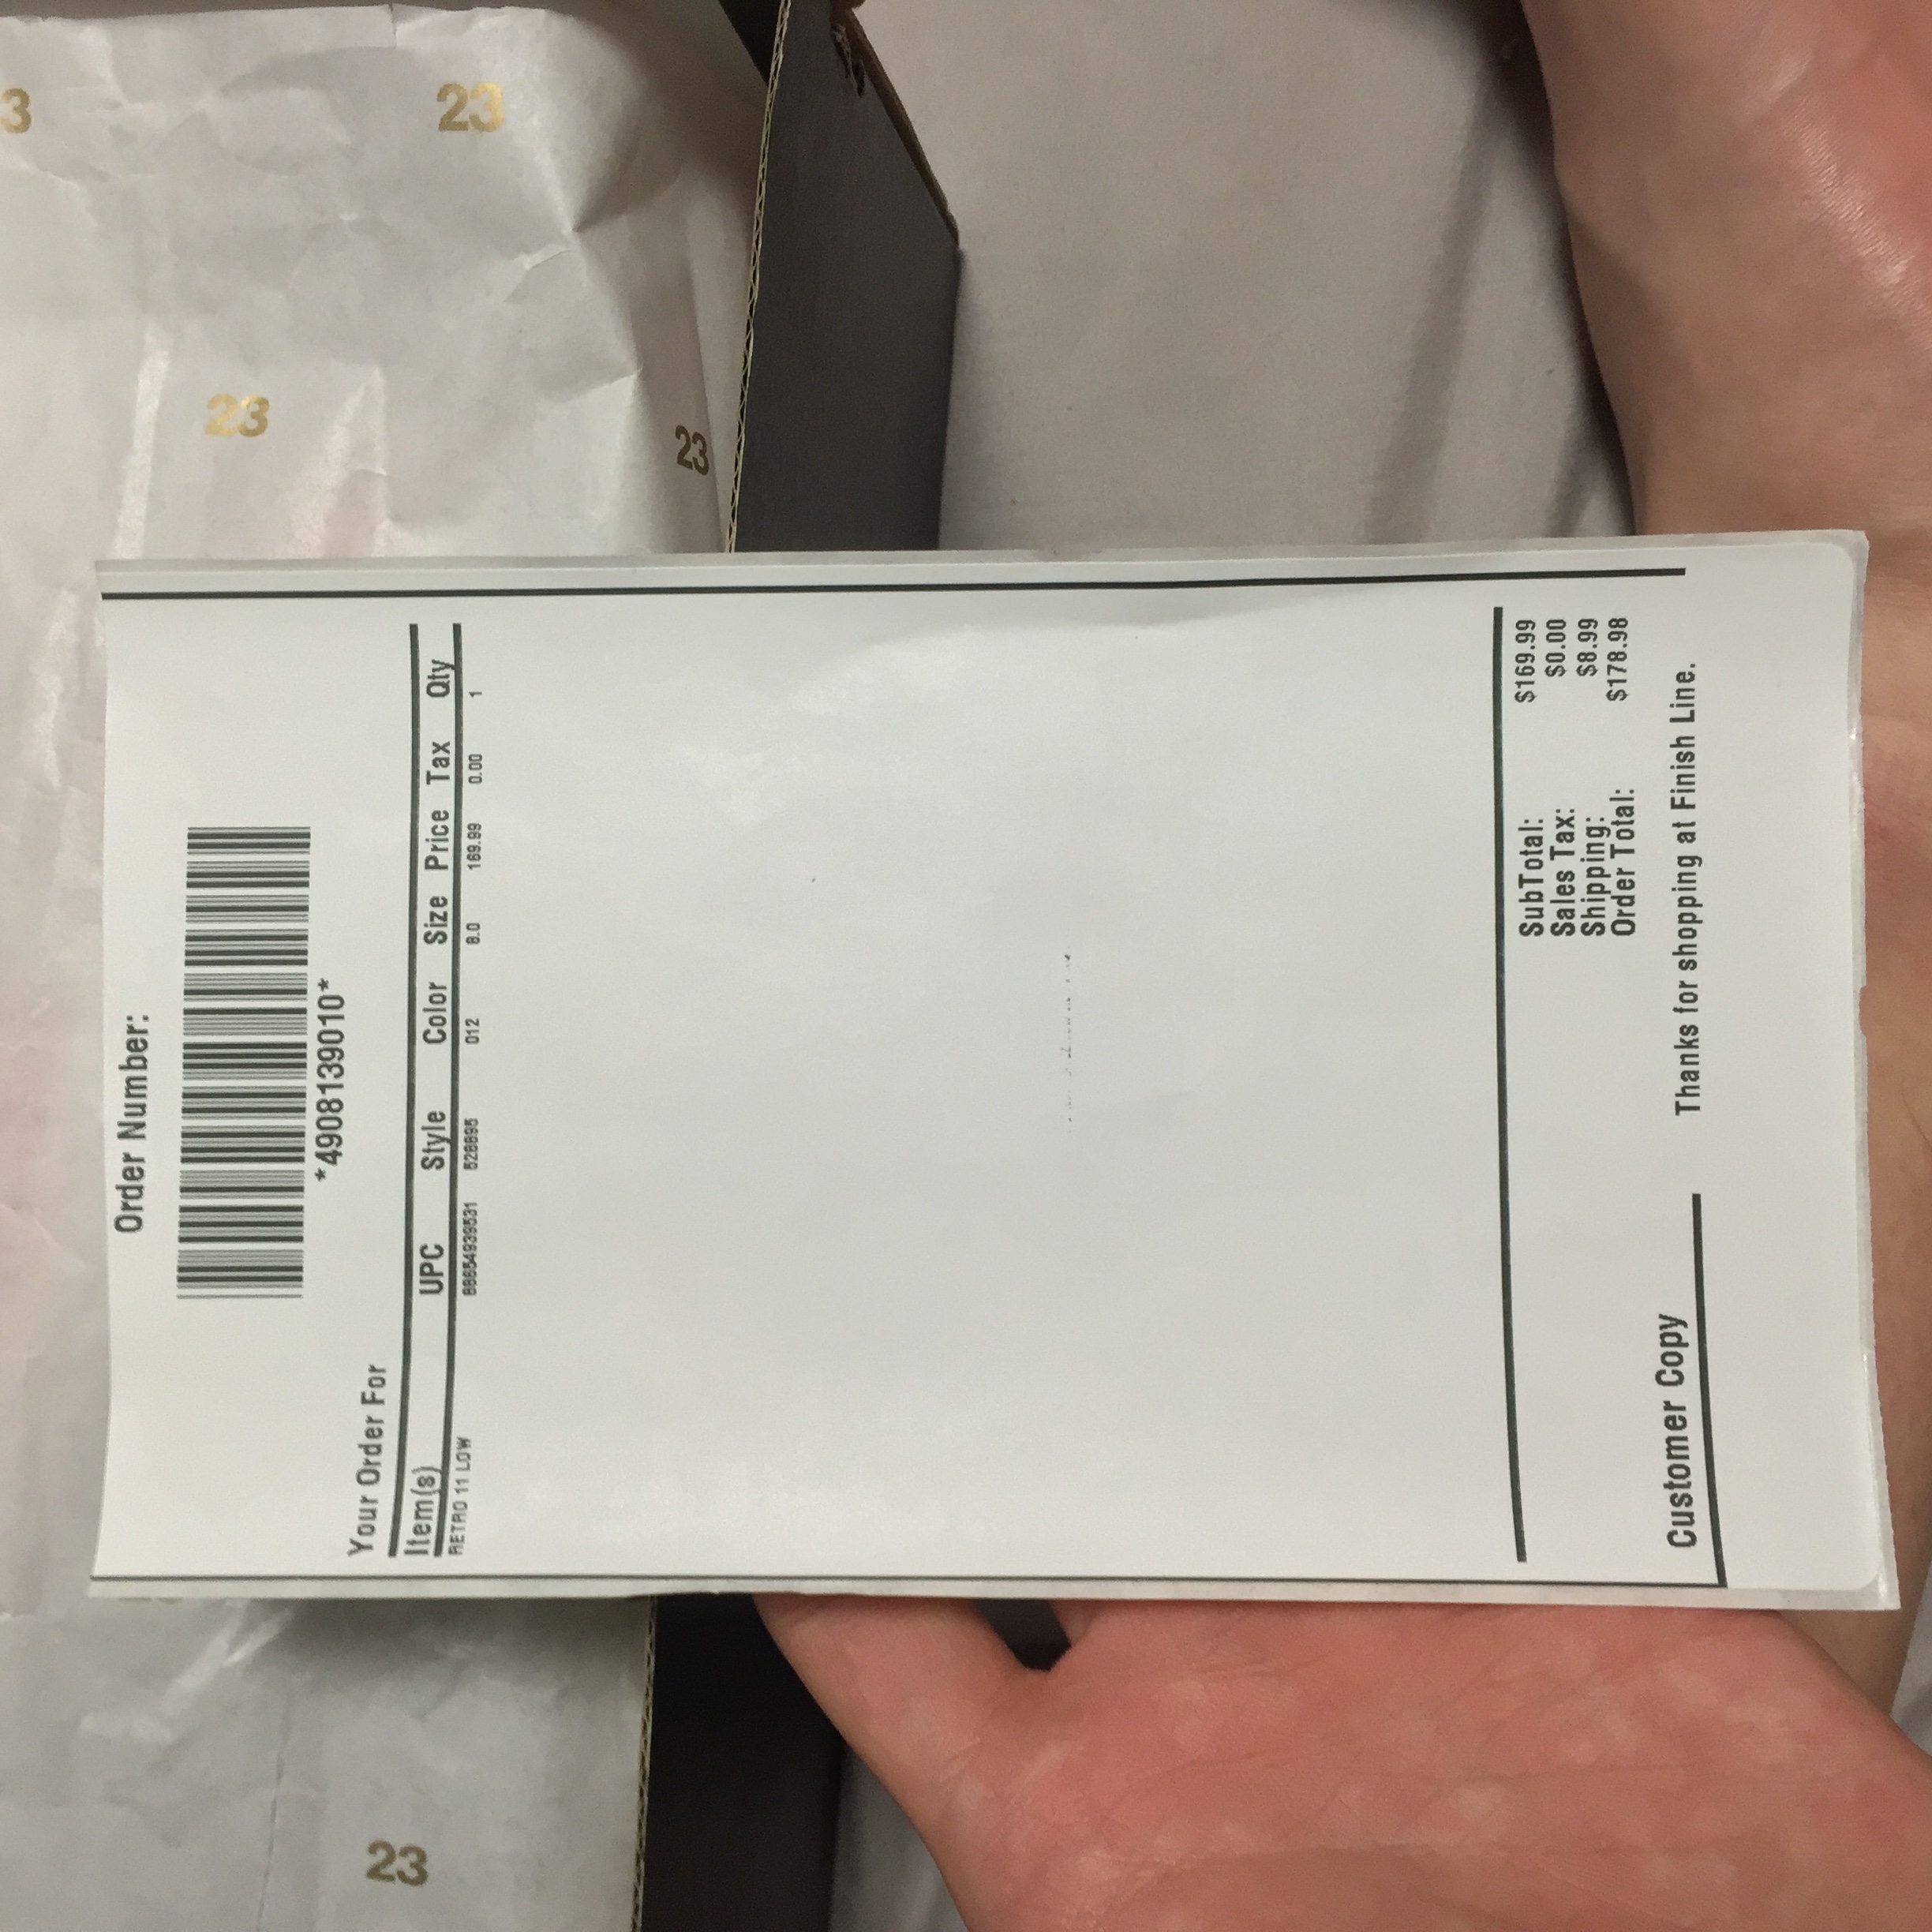 3
23
23
23
Order Number:
*4908139010*
Your Order For
Item(s) UPC Style Color Size Price Tax Qty
RETRO 11 LOW 88654939531 528895 012 8.0 169.99 0.00 1
SubTotal: $169.99
Sales Tax: $0.00
Shipping: $8.99
Order Total: $178.98
Customer Copy Thanks for shopping at Finish Line.
23